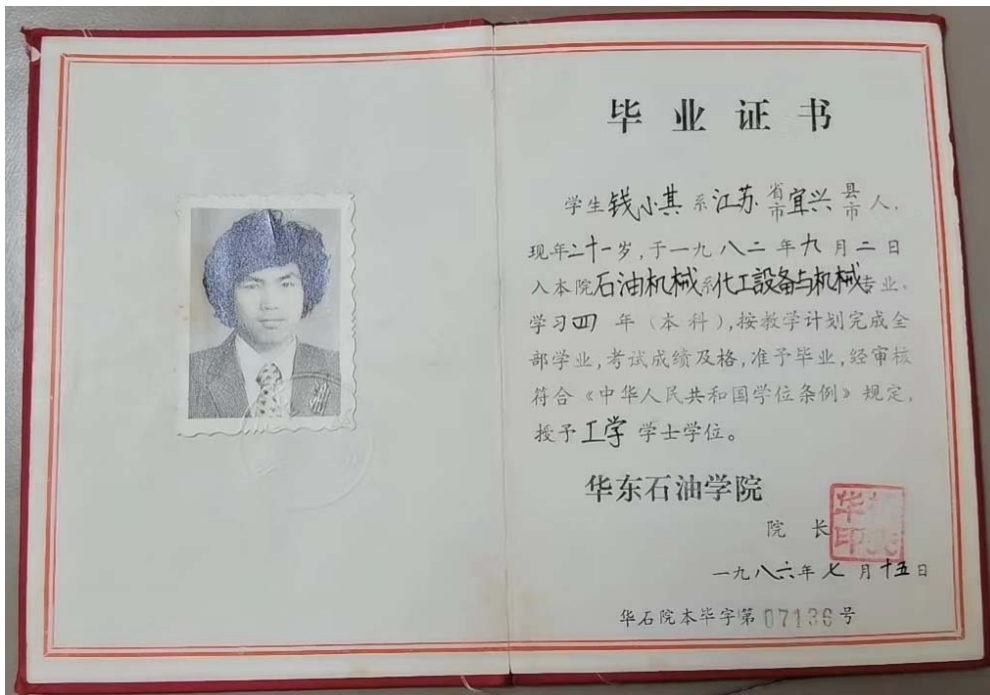 毕业证书
学生钱小其系江苏省市宜兴县市人,
现年二十一岁,于一九八二年九月二日
入本院石油机械系化工設备与机械专业,
学习四年(本科),按教学计划完成全
部学业,考试成绩及格,准予毕业,经审核
符合《中华人民共和国学位条例》规定,
授予工学学士学位。
华东石油学院
院长
一九八六年七月十五日
华石院本毕字第07136号